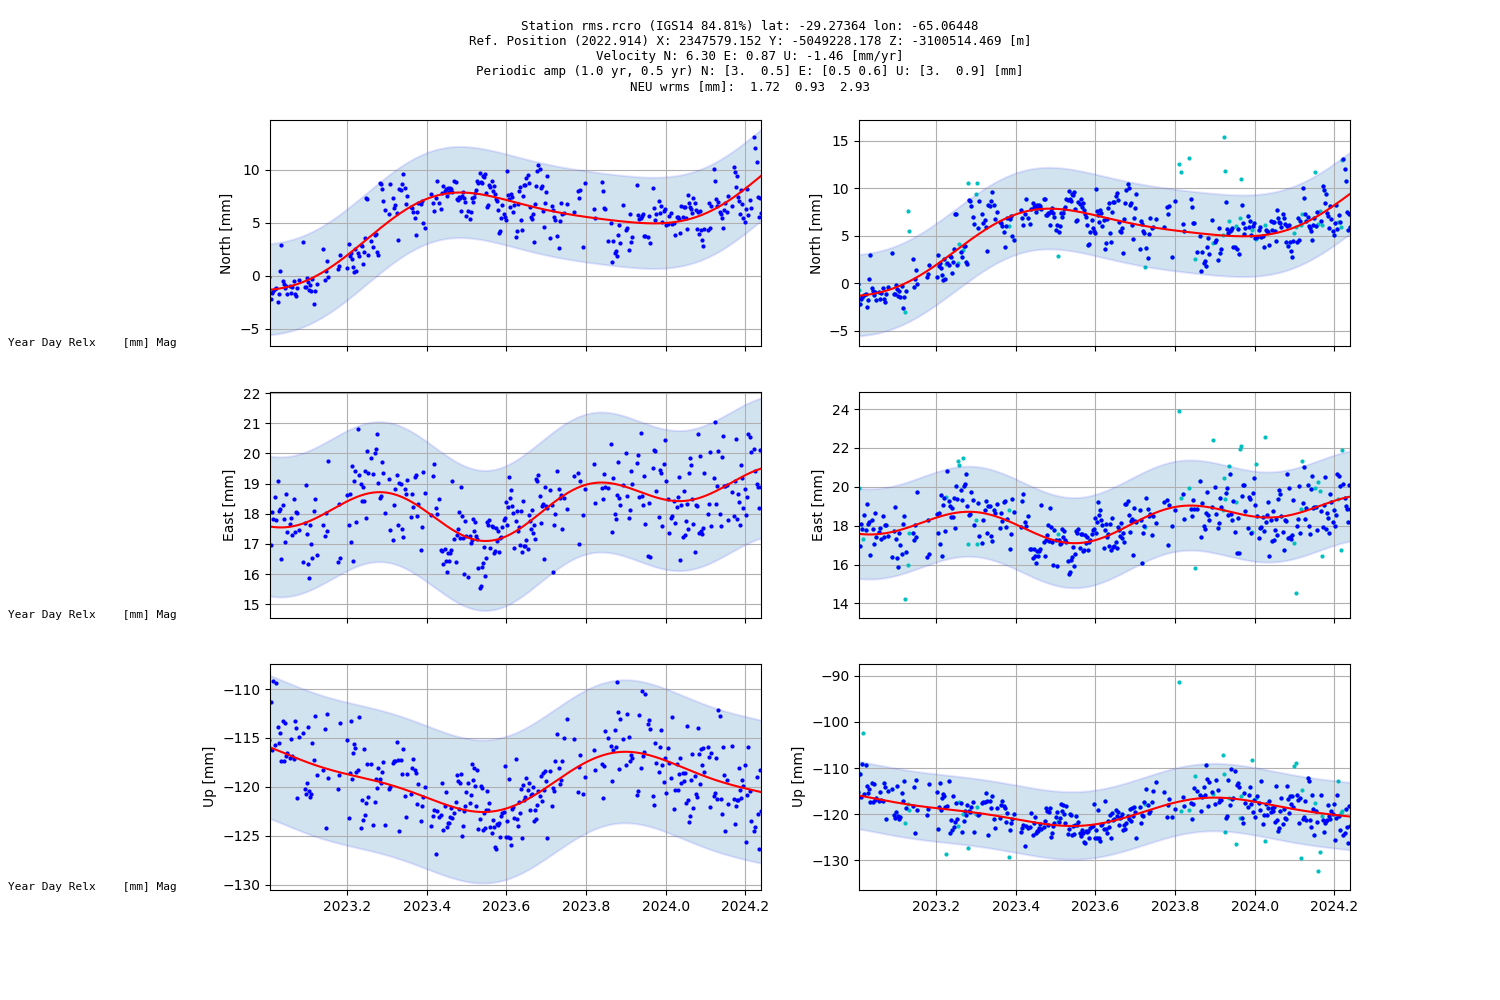 Station rms.rcro (IGS14 84.81%) lat: -29.27364 lon: -65.06448
Ref. Position (2022.914) X: 2347579.152 Y: -5049228.178 Z: -3100514.469 [m]
Velocity N: 6.30 E: 0.87 U: -1.46 [mm/yr]
Periodic amp (1.0 yr, 0.5 yr) N: [3.  0.5] E: [0.5 0.6] U: [3.  0.9] [mm]
NEU wrms [mm]:  1.72  0.93  2.93
North [mm]
10
5
0
−5
North [mm]
15
10
5
0
−5
Year Day Relx    [mm] Mag
East [mm]
22
21
20
19
18
17
16
15
East [mm]
24
22
20
18
16
14
Year Day Relx    [mm] Mag
Up [mm]
−110
−115
−120
−125
−130
Up [mm]
−90
−100
−110
−120
−130
Year Day Relx    [mm] Mag
2023.2 2023.4 2023.6 2023.8 2024.0 2024.2
2023.2 2023.4 2023.6 2023.8 2024.0 2024.2